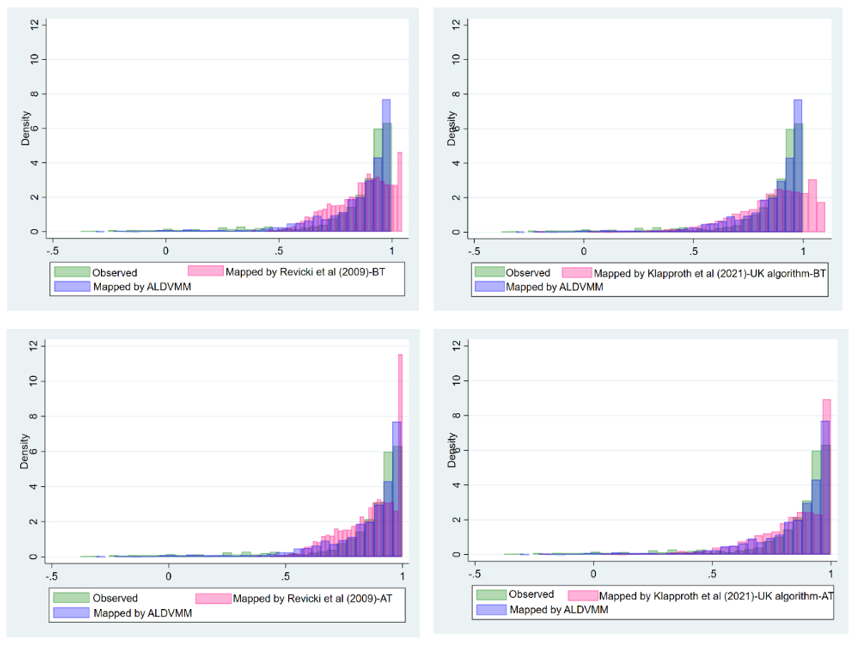 12
10
8
6
4
2
0
Density
-.5 0 .5 1
Observed Mapped by Revicki et al (2009)-BT
Mapped by ALDVMM
12
10
8
6
4
2
0
Density
-.5 0 .5 1
Observed Mapped by Klapproth et al (2021)-UK algorithm-BT
Mapped by ALDVMM
12
10
8
6
4
2
0
Density
-.5 0 .5 1
Observed Mapped by Revicki et al (2009)-AT
Mapped by ALDVMM
12
10
8
6
4
2
0
Density
-.5 0 .5 1
Observed Mapped by Klapproth et al (2021)-UK algorithm-AT
Mapped by ALDVMM